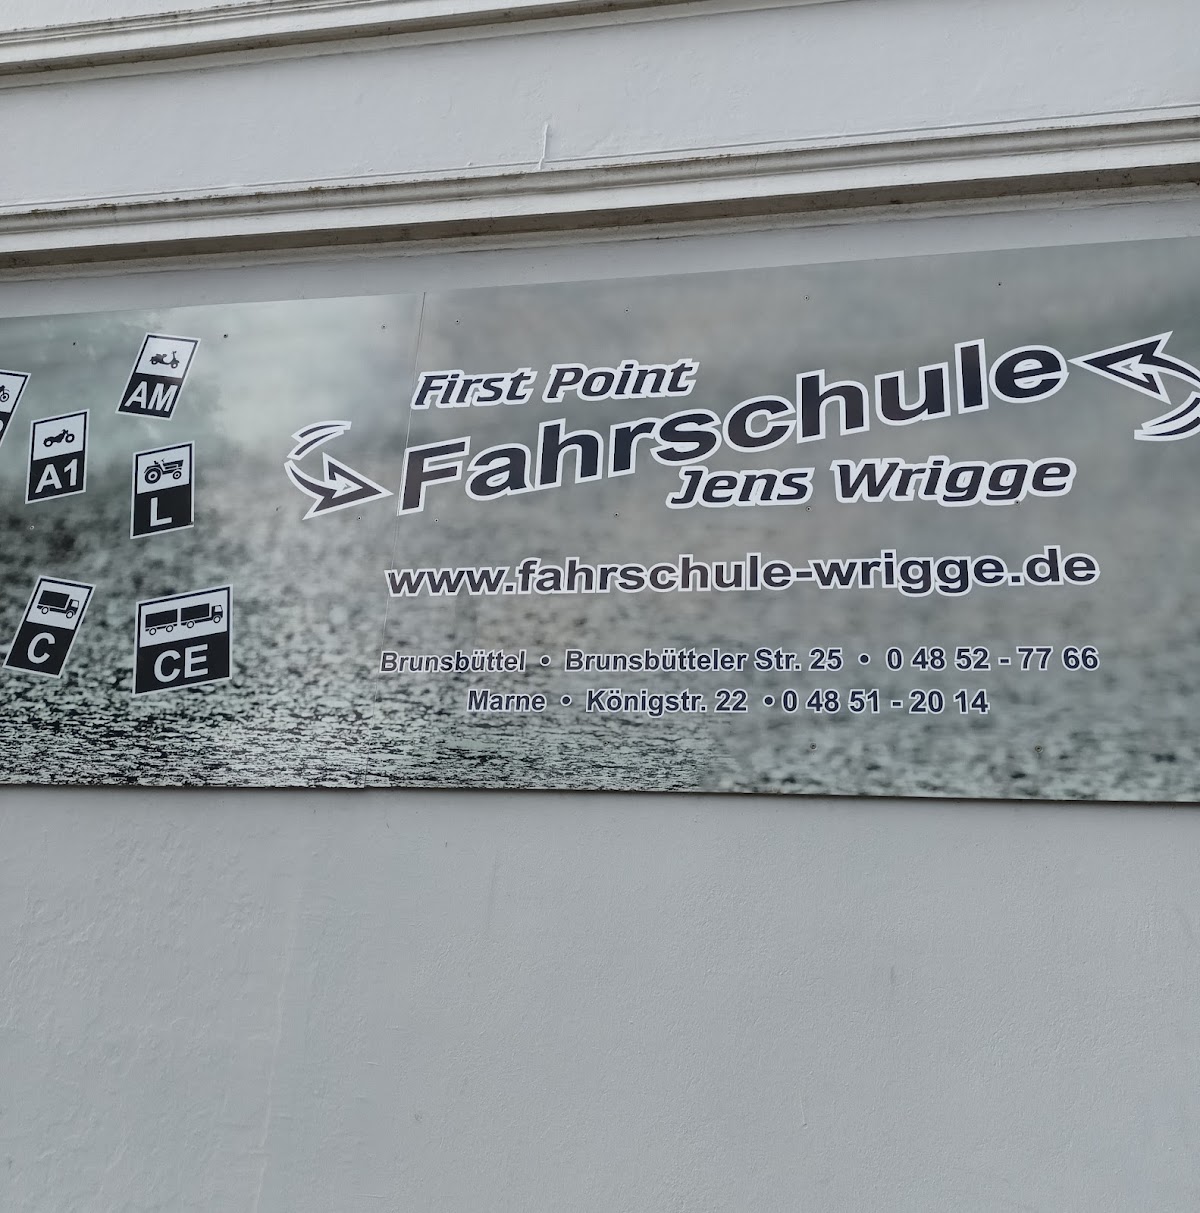 AM
A1
L
C
CE
First Point
Fahrschule
Jens Wrigge
www.fahrschule-wrigge.de
Brunsbüttel • Brunsbütteler Str. 25 • 0 48 52 - 77 66
Marne • Königstr. 22 • 0 48 51 - 20 14